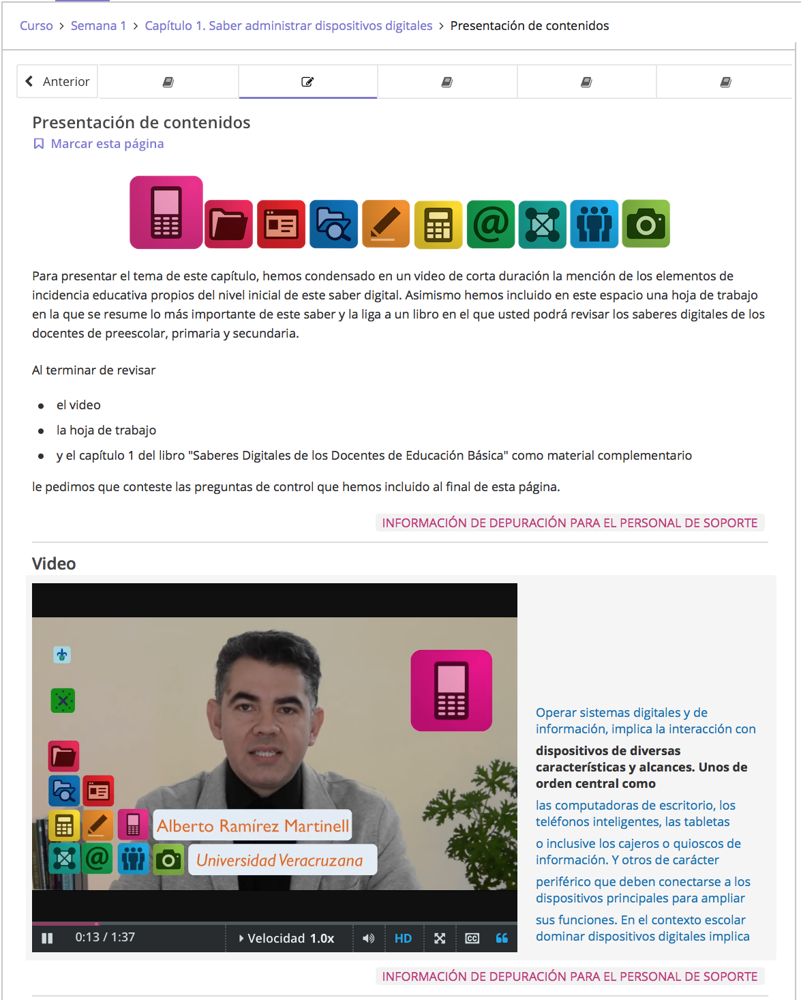 Curso > Semana 1 > Capítulo 1. Saber administrar dispositivos digitales > Presentación de contenidos
Anterior
Presentación de contenidos
Marcar esta página
@
Para presentar el tema de este capítulo, hemos condensado en un video de corta duración la mención de los elementos de
incidencia educativa propios del nivel inicial de este saber digital. Asimismo hemos incluido en este espacio una hoja de trabajo
en la que se resume lo más importante de este saber y la liga a un libro en el que usted podrá revisar los saberes digitales de los
docentes de preescolar, primaria y secundaria.
Al terminar de revisar
● el video
● la hoja de trabajo
● y el capítulo 1 del libro "Saberes Digitales de los Docentes de Educación Básica" como material complementario
le pedimos que conteste las preguntas de control que hemos incluido al final de esta página.
INFORMACIÓN DE DEPURACIÓN PARA EL PERSONAL DE SOPORTE
Video
Alberto Ramírez Martinell
@
Universidad Veracruzana
0:13 / 1:37
Velocidad 1.0x
HD
CC
Operar sistemas digitales y de
información, implica la interacción con
dispositivos de diversas
características y alcances. Unos de
orden central como
las computadoras de escritorio, los
teléfonos inteligentes, las tabletas
o inclusive los cajeros o quioscos de
información. Y otros de carácter
periférico que deben conectarse a los
dispositivos principales para ampliar
sus funciones. En el contexto escolar
dominar dispositivos digitales implica
INFORMACIÓN DE DEPURACIÓN PARA EL PERSONAL DE SOPORTE